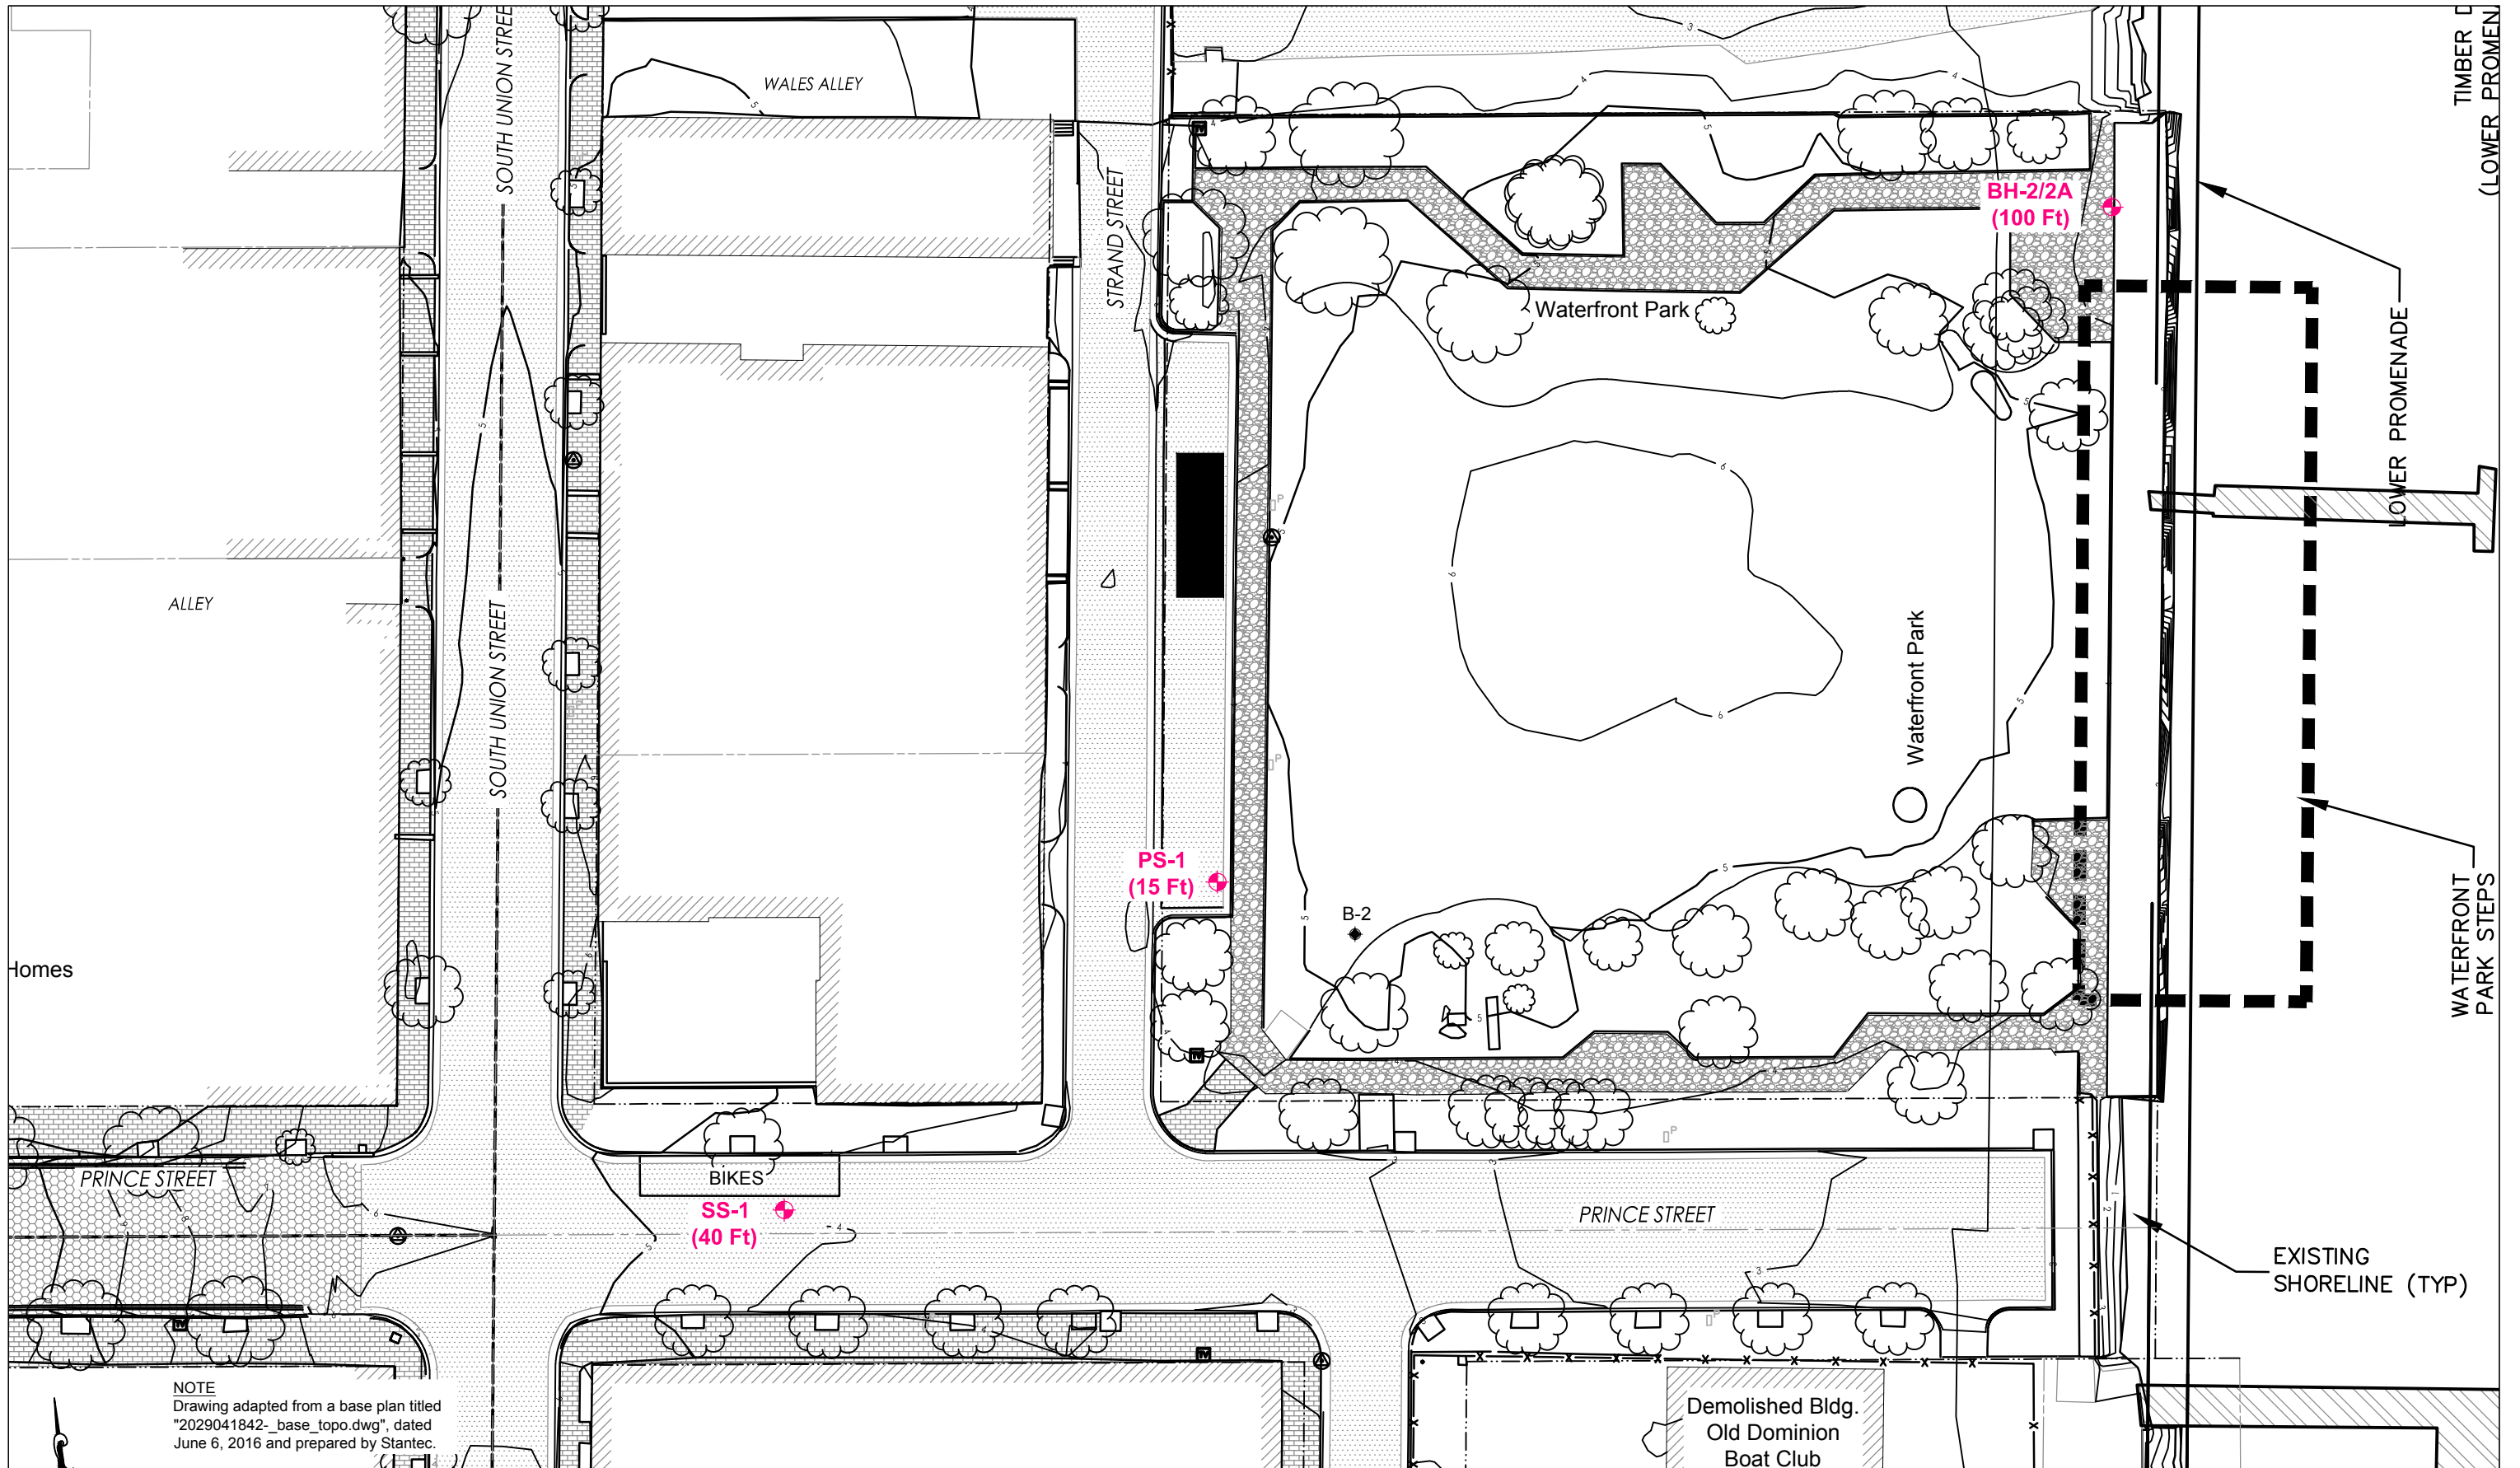 WALES ALLEY
SOUTH UNION STREET
STRAND STREET
TIMBER
(LOWER PROMEN
BH-2/2A
(100 Ft)
Waterfront Park
LOWER PROMENADE
ALLEY
SOUTH UNION STREET
Waterfront Park
PS-1
(15 Ft)
B-2
WATERFRONT
PARK STEPS
Homes
PRINCE STREET
BIKES
SS-1
(40 Ft)
PRINCE STREET
EXISTING
SHORELINE (TYP)
NOTE
Drawing adapted from a base plan titled
"2029041842-_base_topo.dwg", dated
June 6, 2016 and prepared by Stantec.
Demolished Bldg.
Old Dominion
Boat Club